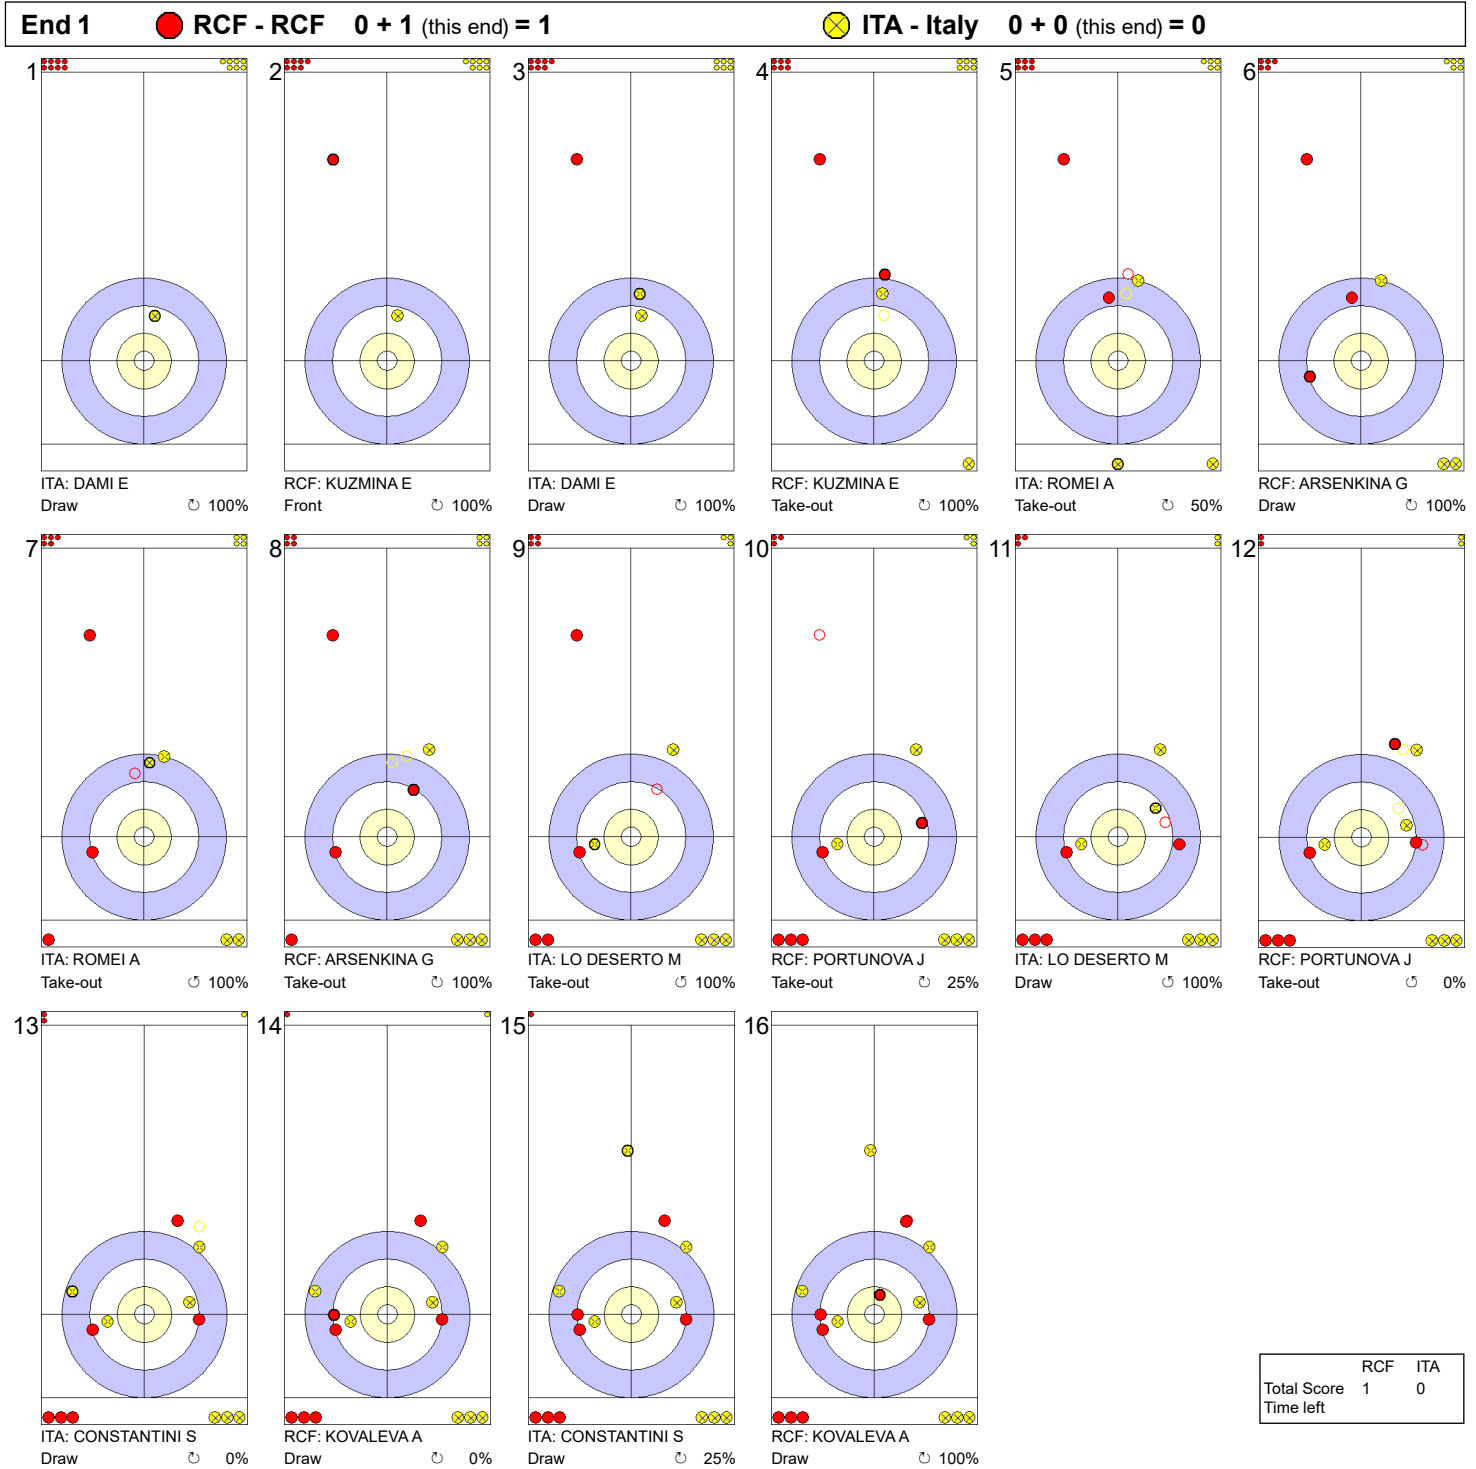 End 1 RCF - RCF 0 + 1 (this end) = 1 ITA - Italy 0 + 0 (this end) = 0
1 2 3 4 5 6
ITA: DAMI E RCF: KUZMINA E ITA: DAMI E RCF: KUZMINA E ITA: ROMEI A RCF: ARSENKINA G
Draw ↻ 100% Front ↻ 100% Draw ↻ 100% Take-out ↺ 100% Take-out ↻ 50% Draw ↺ 100%
7 8 9 10 11 12
ITA: ROMEI A RCF: ARSENKINA G ITA: LO DESERTO M RCF: PORTUNOVA J ITA: LO DESERTO M RCF: PORTUNOVA J
Take-out ↻ 100% Take-out ↺ 100% Take-out ↻ 100% Take-out ↺ 25% Draw ↺ 100% Take-out ↺ 0%
13 14 15 16
ITA: CONSTANTINI S RCF: KOVALEVA A ITA: CONSTANTINI S RCF: KOVALEVA A
Draw ↻ 0% Draw ↻ 0% Draw ↺ 25% Draw ↺ 100%
RCF ITA
Total Score 1 0
Time left